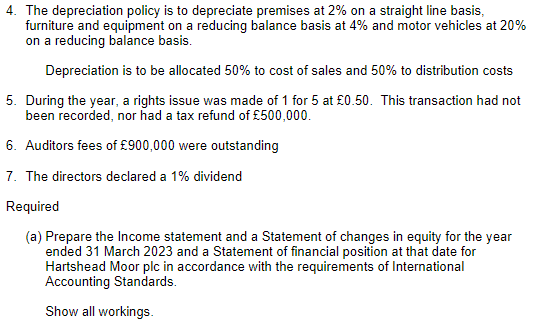 4. The depreciation policy is to depreciate premises at 2% on a straight line basis,
furniture and equipment on a reducing balance basis at 4% and motor vehicles at 20%
on a reducing balance basis.
Depreciation is to be allocated 50% to cost of sales and 50% to distribution costs
5. During the year, a rights issue was made of 1 for 5 at £0.50. This transaction had not
been recorded, nor had a tax refund of £500,000.
6. Auditors fees of £900,000 were outstanding
7. The directors declared a 1% dividend
Required
(a) Prepare the Income statement and a Statement of changes in equity for the year
ended 31 March 2023 and a Statement of financial position at that date for
Hartshead Moor plc in accordance with the requirements of International
Accounting Standards.
Show all workings.